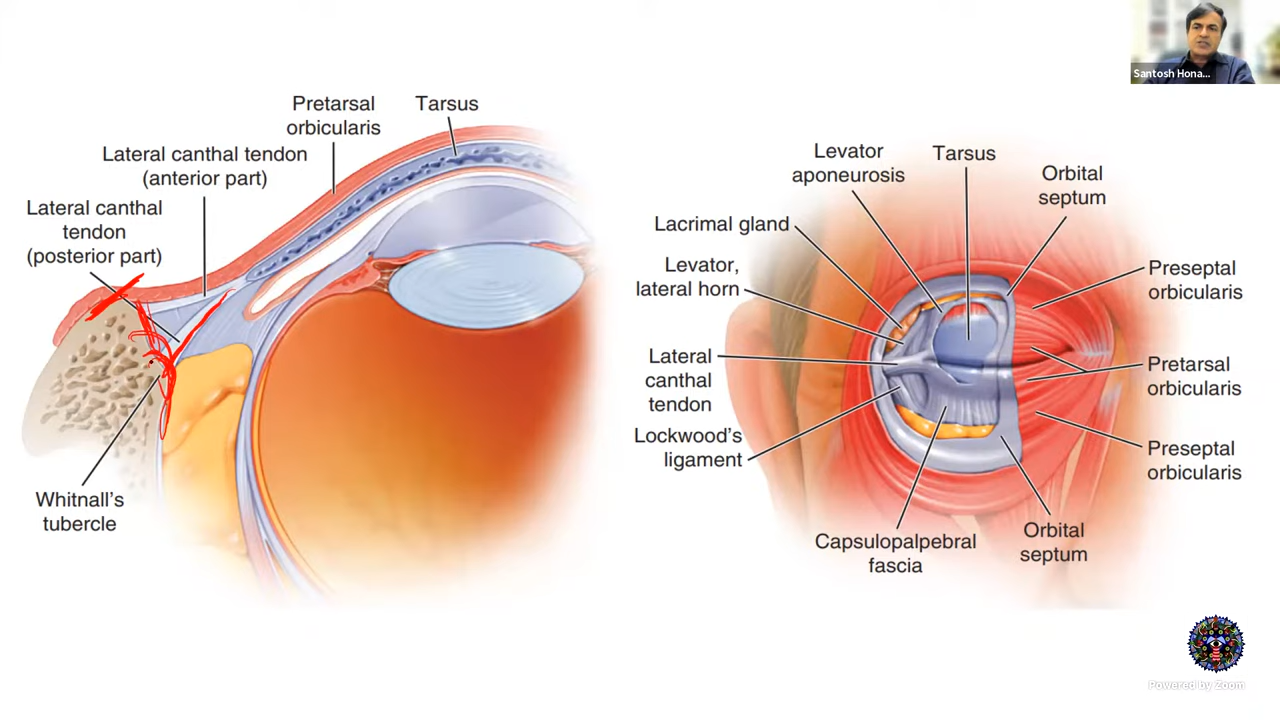 Santosh Hona...
Pretarsal
orbicularis
Tarsus
Lateral canthal tendon
(anterior part)
Lateral canthal
tendon
(posterior part)
Whitnall's
tubercle
Levator
aponeurosis
Tarsus
Orbital
septum
Lacrimal gland
Levator,
lateral horn
Preseptal
orbicularis
Lateral
canthal
tendon
Pretarsal
orbicularis
Lockwood's
ligament
Preseptal
orbicularis
Capsulopalpebral
fascia
Orbital
septum
Powered by Zoom